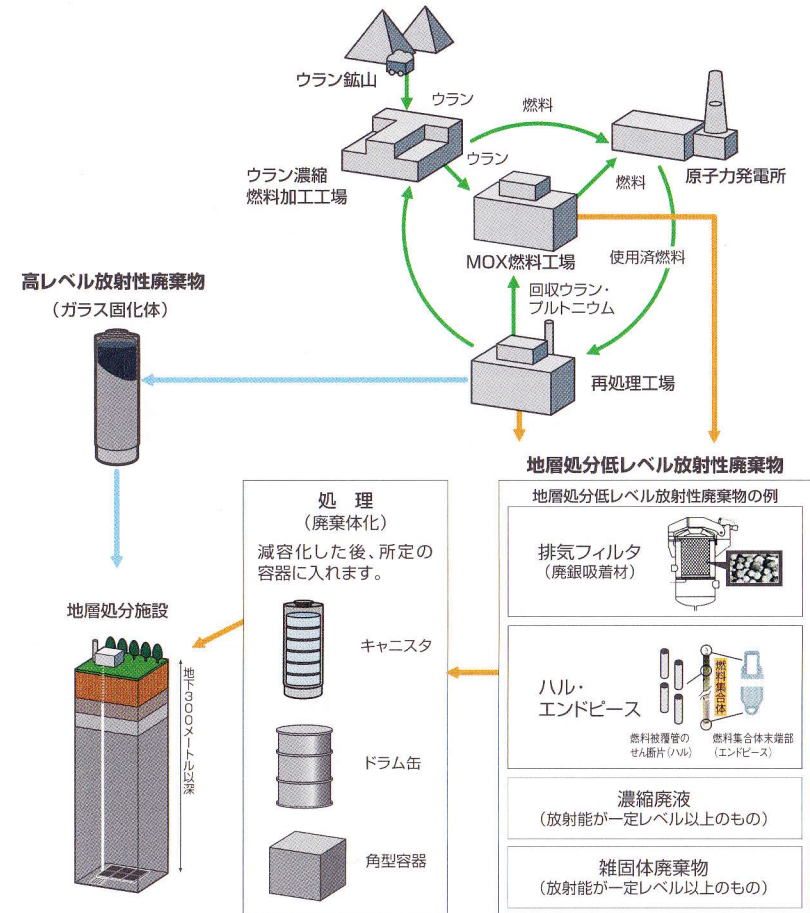 ウラン鉱山
ウラン
燃料
ウラン濃縮
燃料加工工場
ウラン
燃料
原子力発電所
MOX燃料工場
使用済燃料
回収ウラン・
プルトニウム
再処理工場
高レベル放射性廃棄物
(ガラス固化体)
地層処分低レベル放射性廃棄物
地層処分低レベル放射性廃棄物の例
排気フィルタ
(廃銀吸着材)
ハル・
エンドピース
燃料集合体
燃料被覆管の
せん断片(ハル)
燃料集合体末端部
(エンドピース)
濃縮廃液
(放射能が一定レベル以上のもの)
雑固体廃棄物
(放射能が一定レベル以上のもの)
処 理
(廃棄体化)
減容化した後、所定の
容器に入れます。
キャニスタ
ドラム缶
角型容器
地層処分施設
地下300メートル以深